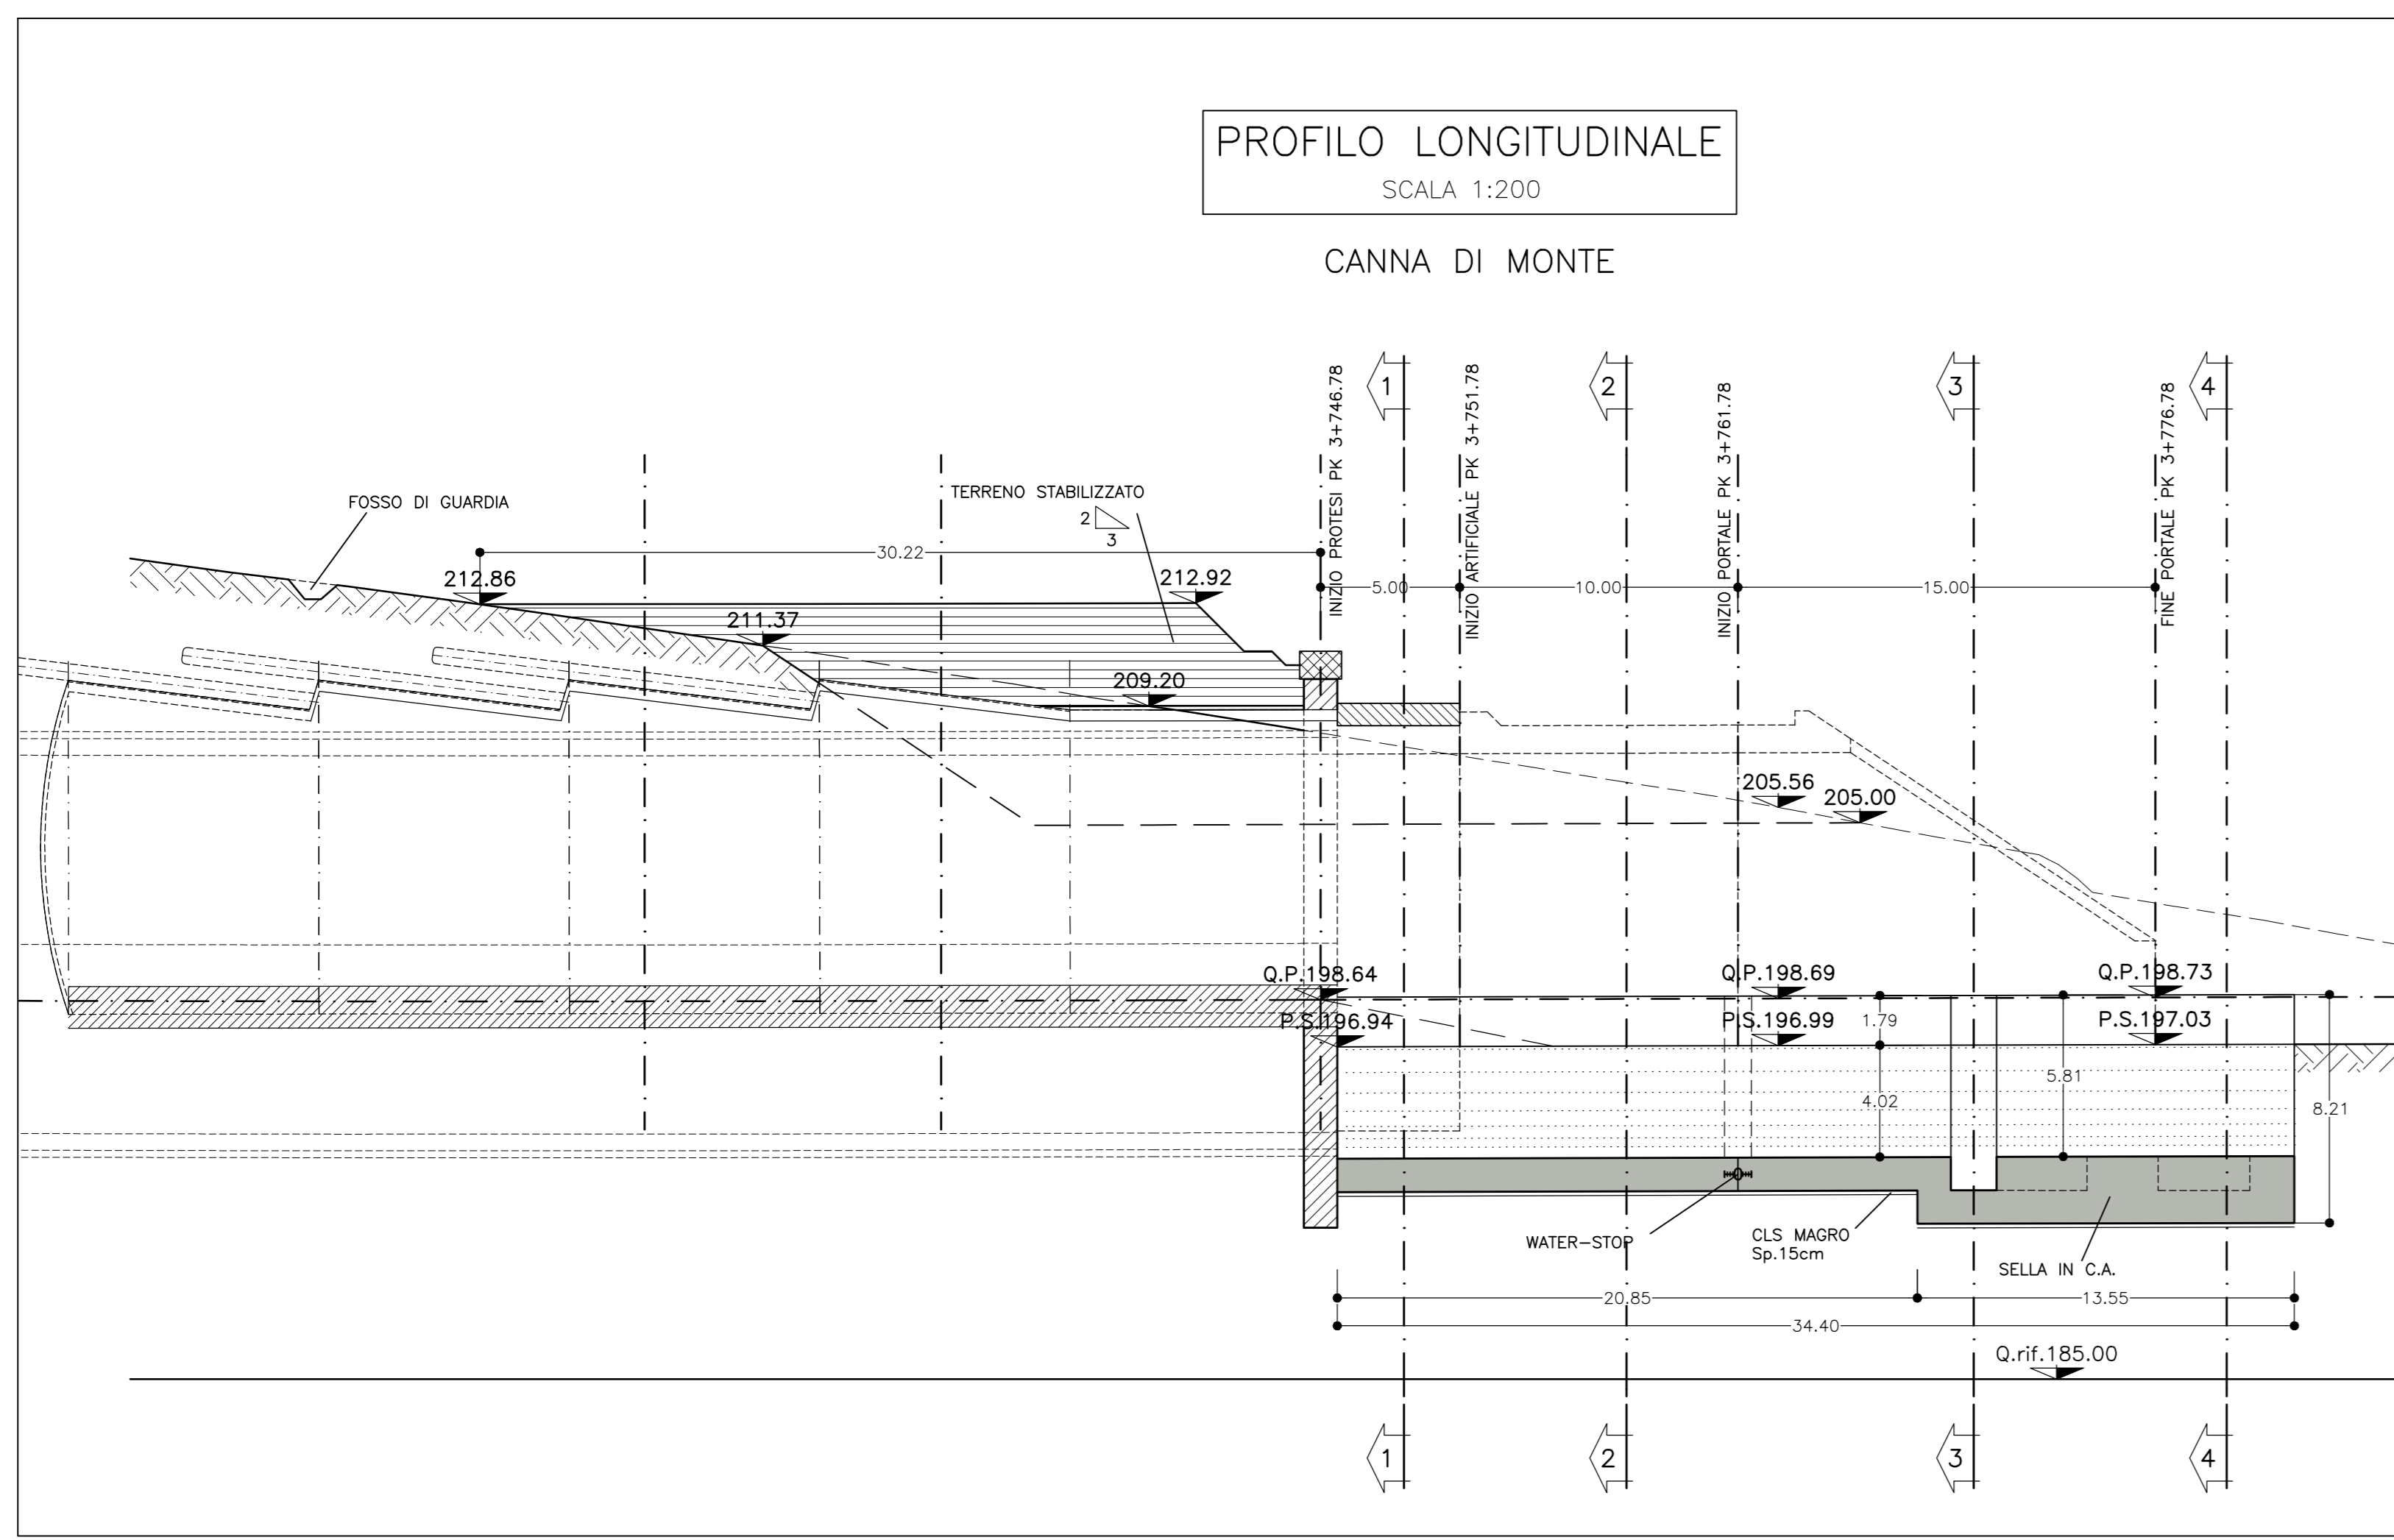 PROFILO LONGITUDINALE
SCALA 1:200
CANNA DI MONTE
1
2
3
4
INIZIO PROTESI PK 3+746.78
INIZIO ARTIFICIALE PK 3+751.78
INIZIO PORTALE PK 3+761.78
FINE PORTALE PK 3+776.78
FOSSO DI GUARDIA
TERRENO STABILIZZATO
2
3
30.22
5.00
10.00
15.00
212.86
212.92
211.37
209.20
205.56
205.00
Q.P.198.64
Q.P.198.69
Q.P.198.73
P.S.196.94
P.S.196.99
1.79
P.S.197.03
5.81
4.02
8.21
WATER-STOP
CLS MAGRO
Sp.15cm
SELLA IN C.A.
20.85
13.55
34.40
Q.rif.185.00
1
2
3
4